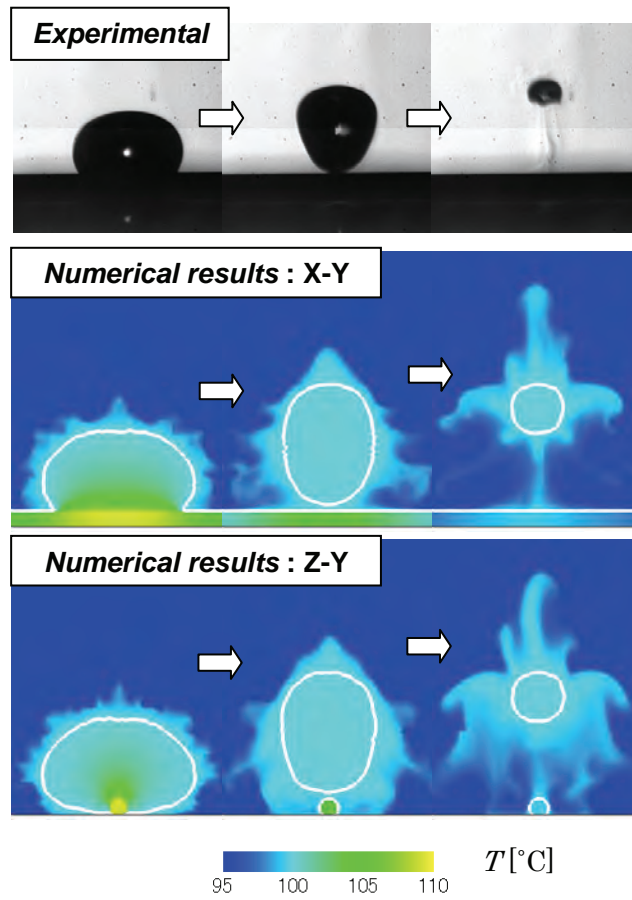 Experimental
Numerical results : X-Y
Numerical results : Z-Y
T [°C]
95 100 105 110